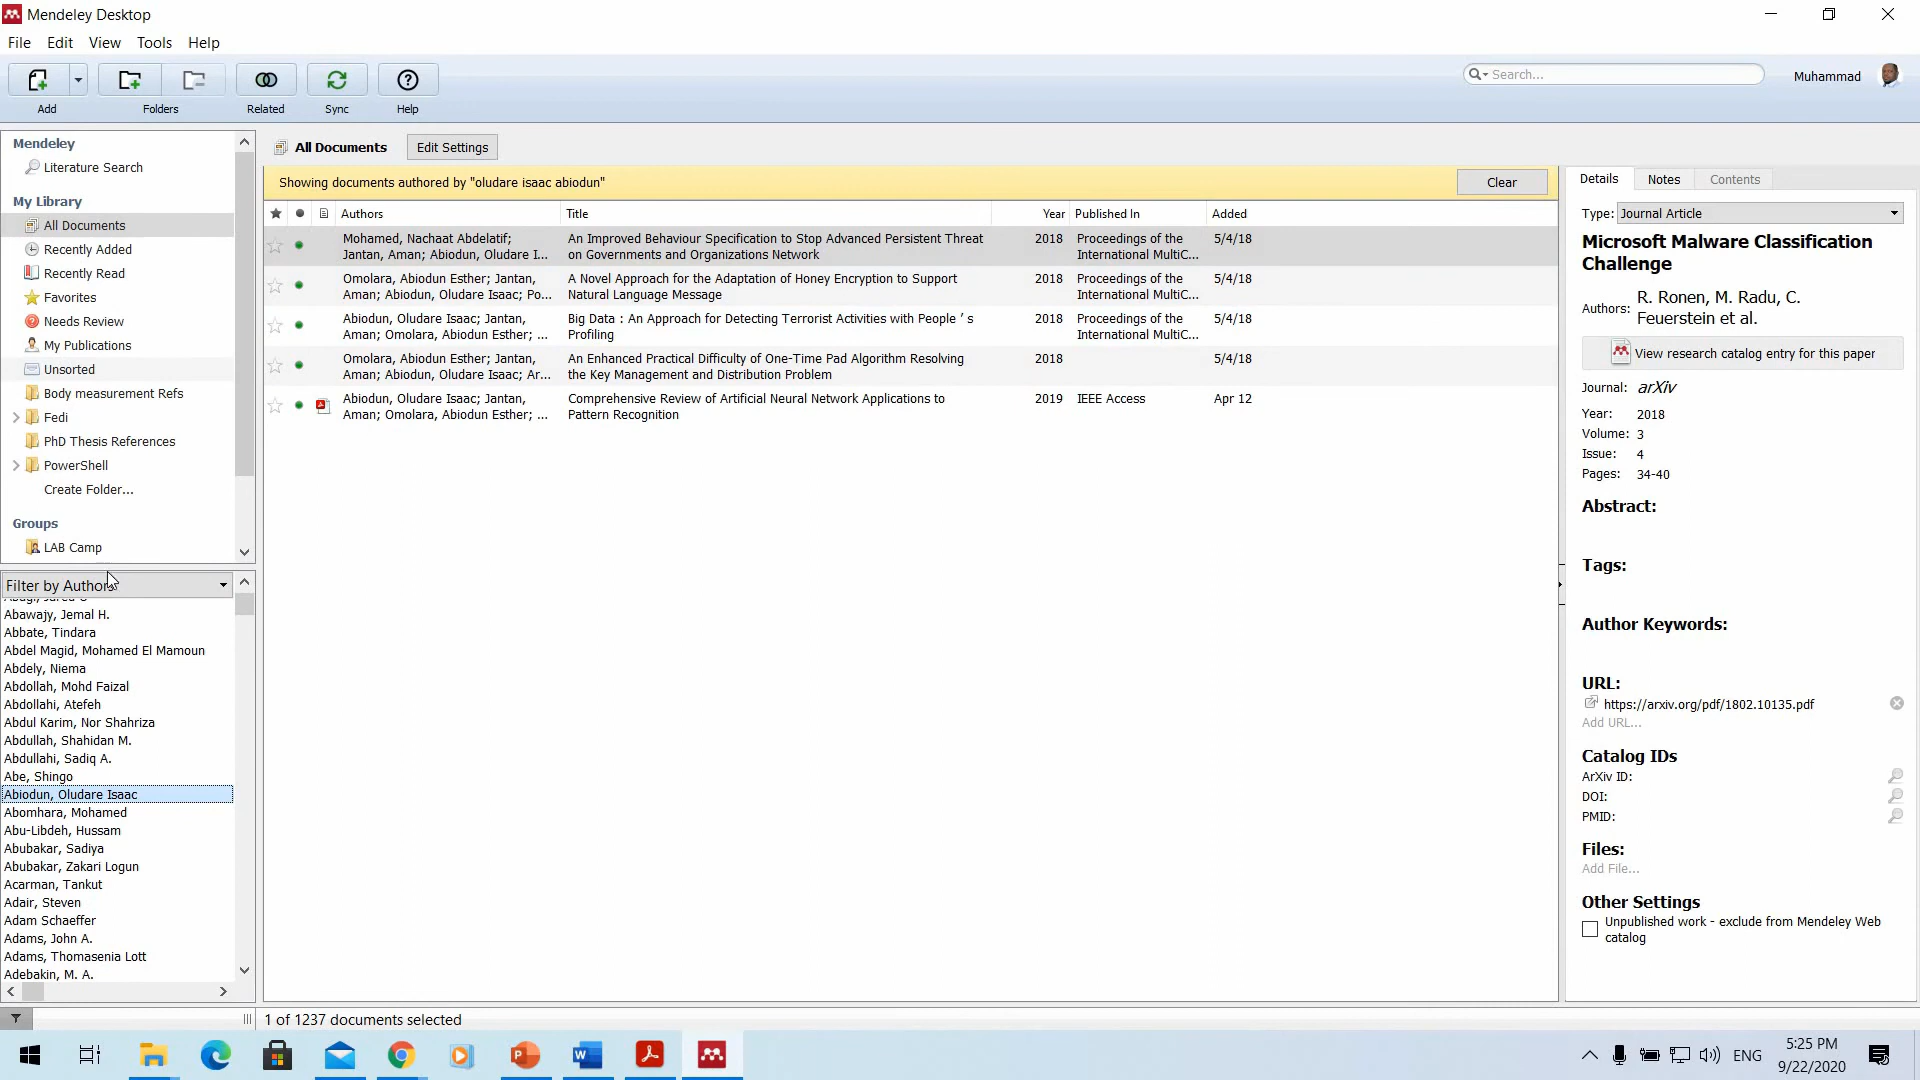 Mendeley Desktop
File Edit View Tools Help
Add Folders Related Sync Help
Search...
Muhammad
Mendeley
Literature Search
My Library
All Documents
Recently Added
Recently Read
Favorites
Needs Review
My Publications
Unsorted
Body measurement Refs
Fedi
PhD Thesis References
PowerShell
Create Folder...
Groups
LAB Camp
Filter by Authors
Abawajy, Jemal H.
Abbate, Tindara
Abdel Magid, Mohamed El Mamoun
Abdely, Niema
Abdollah, Mohd Faizal
Abdollahi, Atefeh
Abdul Karim, Nor Shahriza
Abdullah, Shahidan M.
Abdullahi, Sadiq A.
Abe, Shingo
Abiodun, Oludare Isaac
Abomhara, Mohamed
Abu-Libdeh, Hussam
Abubakar, Sadiya
Abubakar, Zakari Logun
Acarman, Tankut
Adair, Steven
Adam Schaeffer
Adams, John A.
Adams, Thomasenia Lott
Adebakin, M. A.
All Documents Edit Settings
Showing documents authored by "oludare isaac abiodun" Clear
Authors Title Year Published In Added
Mohamed, Nachaat Abdelatif; An Improved Behaviour Specification to Stop Advanced Persistent Threat 2018 Proceedings of the 5/4/18
Jantan, Aman; Abiodun, Oludare I... on Governments and Organizations Network International MultiC...
Omolara, Abiodun Esther; Jantan, A Novel Approach for the Adaptation of Honey Encryption to Support 2018 Proceedings of the 5/4/18
Aman; Abiodun, Oludare Isaac; Po... Natural Language Message International MultiC...
Abiodun, Oludare Isaac; Jantan, Big Data : An Approach for Detecting Terrorist Activities with People ' s 2018 Proceedings of the 5/4/18
Aman; Omolara, Abiodun Esther; ... Profiling International MultiC...
Omolara, Abiodun Esther; Jantan, An Enhanced Practical Difficulty of One-Time Pad Algorithm Resolving 2018 5/4/18
Aman; Abiodun, Oludare Isaac; Ar... the Key Management and Distribution Problem
Abiodun, Oludare Isaac; Jantan, Comprehensive Review of Artificial Neural Network Applications to 2019 IEEE Access Apr 12
Aman; Omolara, Abiodun Esther; ... Pattern Recognition
Details Notes Contents
Type: Journal Article
Microsoft Malware Classification
Challenge
Authors: R. Ronen, M. Radu, C.
Feuerstein et al.
View research catalog entry for this paper
Journal: arXiv
Year: 2018
Volume: 3
Issue: 4
Pages: 34-40
Abstract:
Tags:
Author Keywords:
URL:
https://arxiv.org/pdf/1802.10135.pdf
Add URL...
Catalog IDs
ArXiv ID:
DOI:
PMID:
Files:
Add File...
Other Settings
Unpublished work - exclude from Mendeley Web
catalog
1 of 1237 documents selected
ENG
5:25 PM
9/22/2020